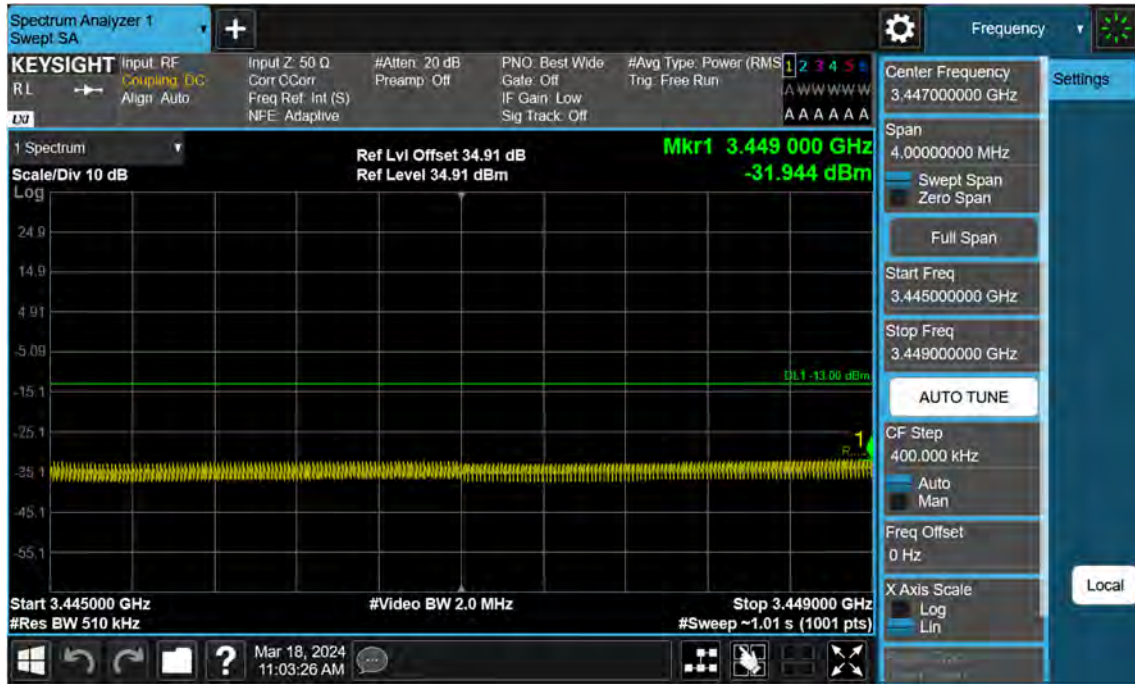 Spectrum Analyzer 1
Swept SA
+
Frequency
KEYSIGHT
RL
LXI
Input: RF
Coupling: DC
Align: Auto
Input Z: 50 Ω
Corr CCorr
Freq Ref: Int (S)
NFE: Adaptive
#Atten: 20 dB
Preamp: Off
PNO: Best Wide
Gate: Off
IF Gain: Low
Sig Track: Off
#Avg Type: Power (RMS
Trig: Free Run
1 2 3 4 5 6
A W W W W W
A A A A A A
1 Spectrum
Scale/Div 10 dB
Ref Lvl Offset 34.91 dB
Ref Level 34.91 dBm
Mkr1 3.449 000 GHz
-31.944 dBm
Log
24.9
14.9
4.91
-5.09
DL1 -13.00 dBm
-15.1
-25.1
1
-35.1
-45.1
-55.1
Start 3.445000 GHz
#Video BW 2.0 MHz
Stop 3.449000 GHz
#Res BW 510 kHz
#Sweep ~1.01 s (1001 pts)
?
Mar 18, 2024
11:03:26 AM
Center Frequency
3.447000000 GHz
Span
4.00000000 MHz
Swept Span
Zero Span
Full Span
Start Freq
3.445000000 GHz
Stop Freq
3.449000000 GHz
AUTO TUNE
CF Step
400.000 kHz
Auto
Man
Freq Offset
0 Hz
X Axis Scale
Log
Lin
Settings
Local